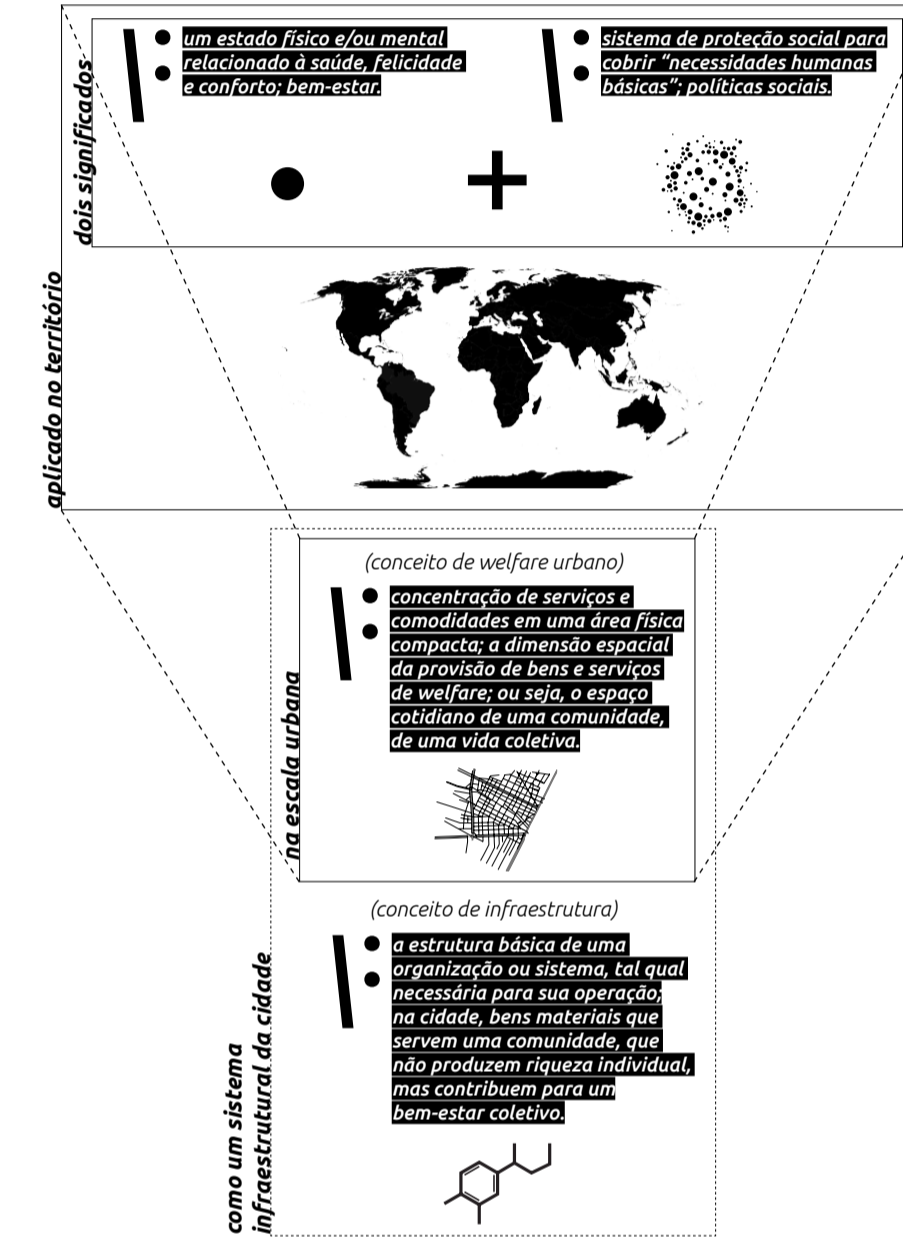 dois significados
um estado físico e/ou mental
relacionado à saúde, felicidade
e conforto; bem-estar.
sistema de proteção social para
cobrir “necessidades humanas
básicas”; políticas sociais.
aplicado no território
na escala urbana
(conceito de welfare urbano)
concentração de serviços e
comodidades em uma área física
compacta; a dimensão espacial
da provisão de bens e serviços
de welfare; ou seja, o espaço
cotidiano de uma comunidade,
de uma vida coletiva.
como um sistema
infraestrutural da cidade
(conceito de infraestrutura)
a estrutura básica de uma
organização ou sistema, tal qual
necessária para sua operação;
na cidade, bens materiais que
servem uma comunidade, que
não produzem riqueza individual,
mas contribuem para um
bem-estar coletivo.